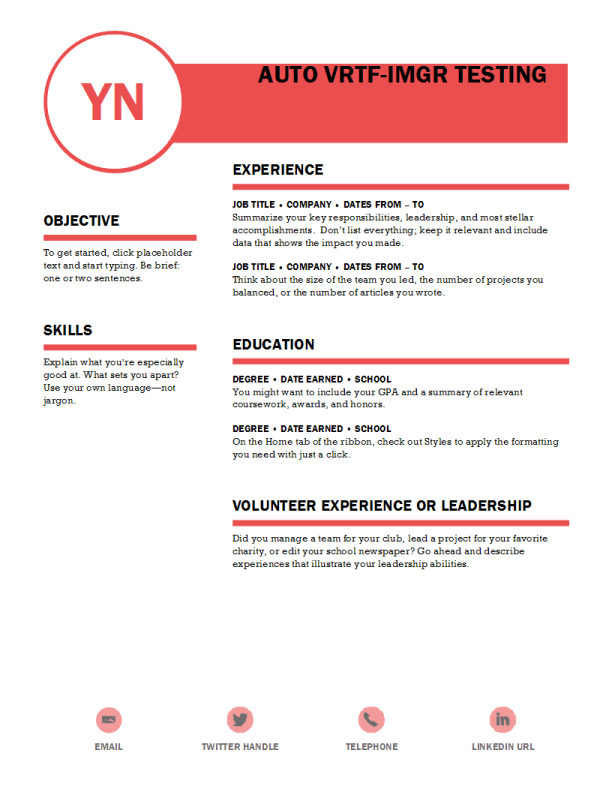 YN
AUTO VRTF-IMGR TESTING
OBJECTIVE
To get started, click placeholder
text and start typing. Be brief:
one or two sentences.
SKILLS
Explain what you're especially
good at. What sets you apart?
Use your own language—not
jargon.
EXPERIENCE
JOB TITLE • COMPANY • DATES FROM – TO
Summarize your key responsibilities, leadership, and most stellar
accomplishments.  Don't list everything; keep it relevant and include
data that shows the impact you made.
JOB TITLE • COMPANY • DATES FROM – TO
Think about the size of the team you led, the number of projects you
balanced, or the number of articles you wrote.
EDUCATION
DEGREE • DATE EARNED • SCHOOL
You might want to include your GPA and a summary of relevant
coursework, awards, and honors.
DEGREE • DATE EARNED • SCHOOL
On the Home tab of the ribbon, check out Styles to apply the formatting
you need with just a click.
VOLUNTEER EXPERIENCE OR LEADERSHIP
Did you manage a team for your club, lead a project for your favorite
charity, or edit your school newspaper? Go ahead and describe
experiences that illustrate your leadership abilities.
in
EMAIL
TWITTER HANDLE
TELEPHONE
LINKEDIN URL